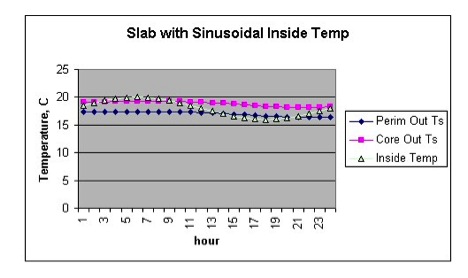 Slab with Sinusoidal Inside Temp
25
20
15
10
5
0
Temperature, C
1 3 5 7 9 11 13 15 17 19 21 23
hour
Perim Out Ts
Core Out Ts
Inside Temp